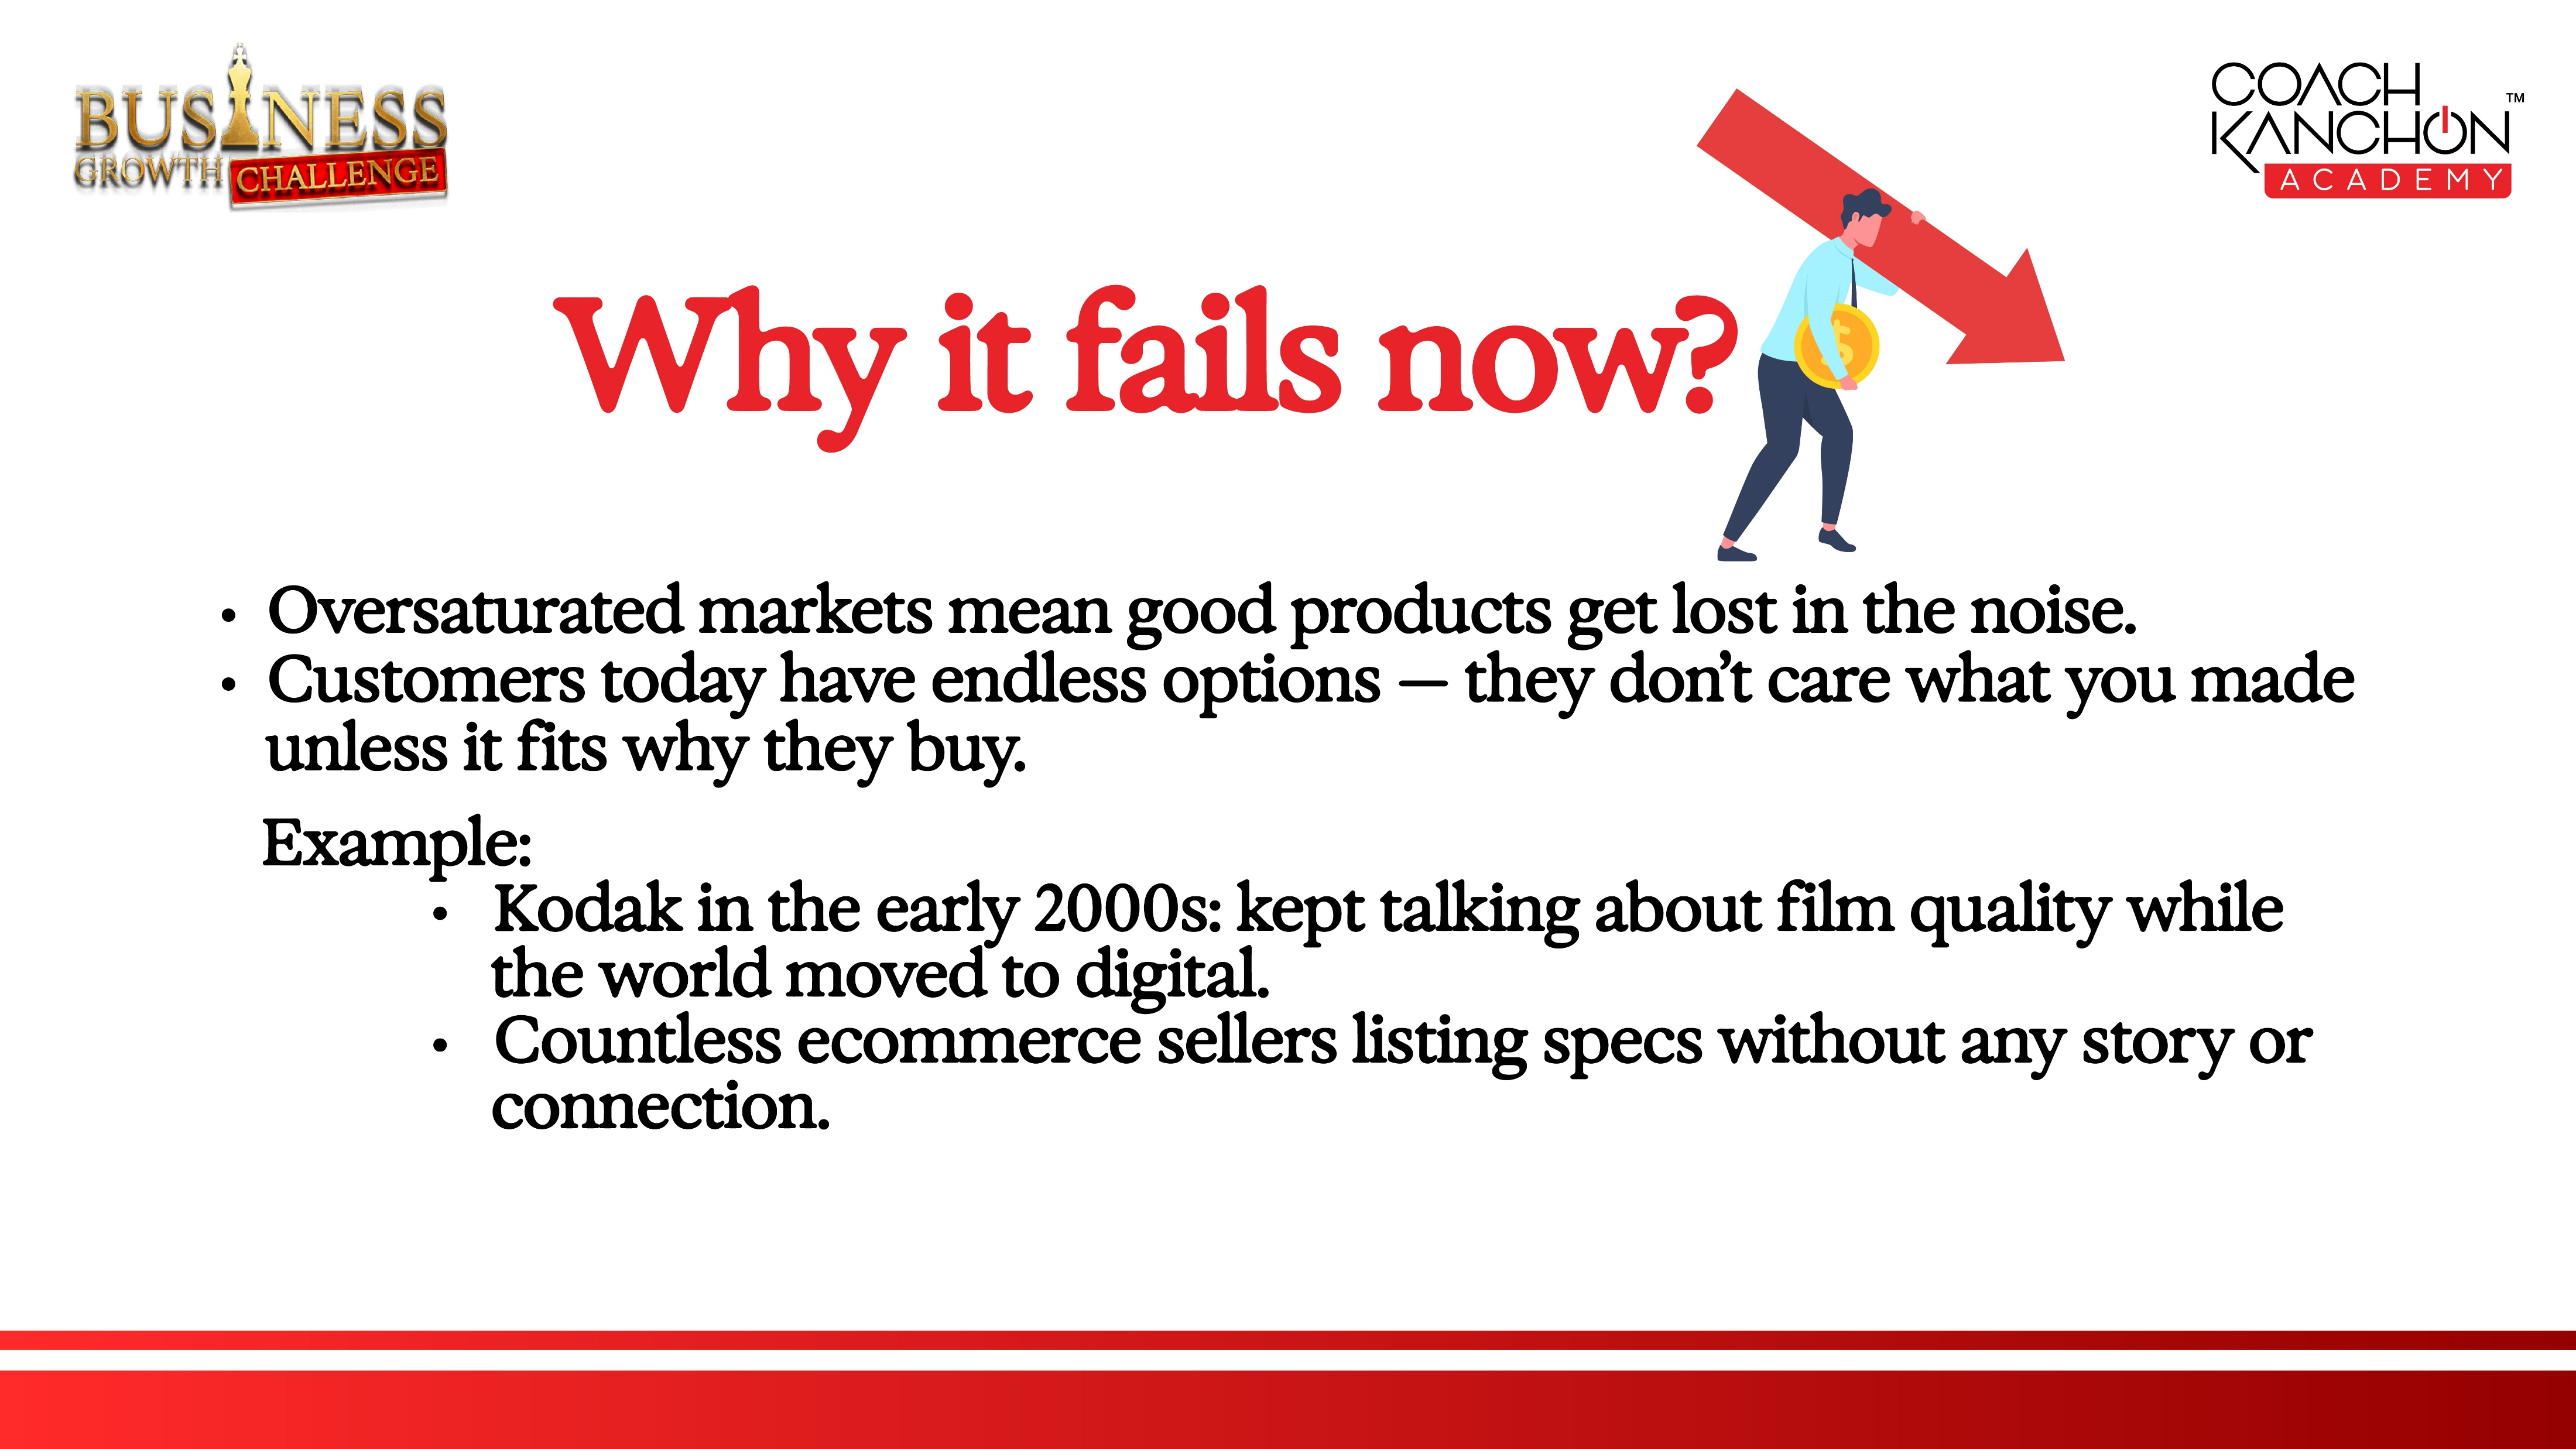 BUSINESS
GROWTH CHALLENGE
COACH
KANCHON
TM
ACADEMY
Why it fails now?
$
• Oversaturated markets mean good products get lost in the noise.
• Customers today have endless options — they don’t care what you made
unless it fits why they buy.
Example:
• Kodak in the early 2000s: kept talking about film quality while
the world moved to digital.
• Countless ecommerce sellers listing specs without any story or
connection.